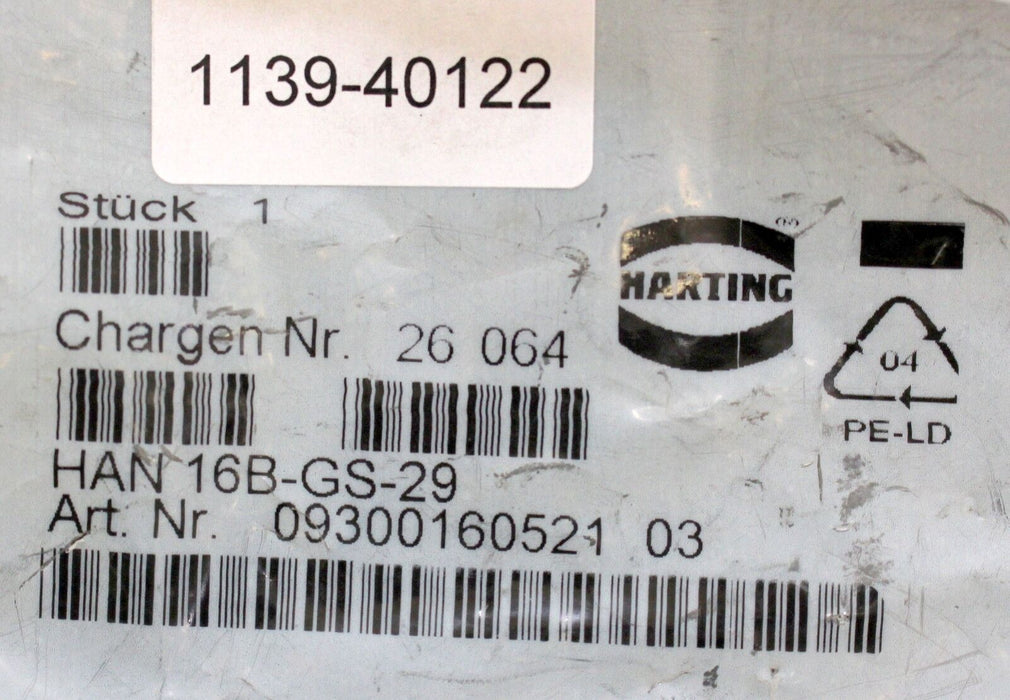 1139-40122
Stück 1
HARTING
®
04
PE-LD
Chargen Nr. 26 064
HAN 16B-GS-29
Art. Nr. 09300160521 03